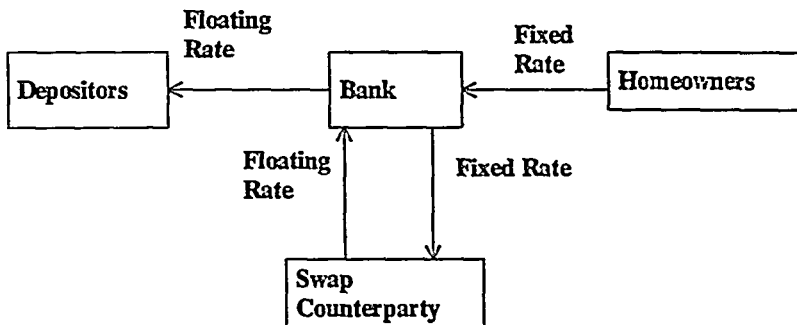 Floating
Rate
Fixed
Rate
Depositors
Bank
Homeowners
Floating
Rate
Fixed Rate
Swap
Counterparty